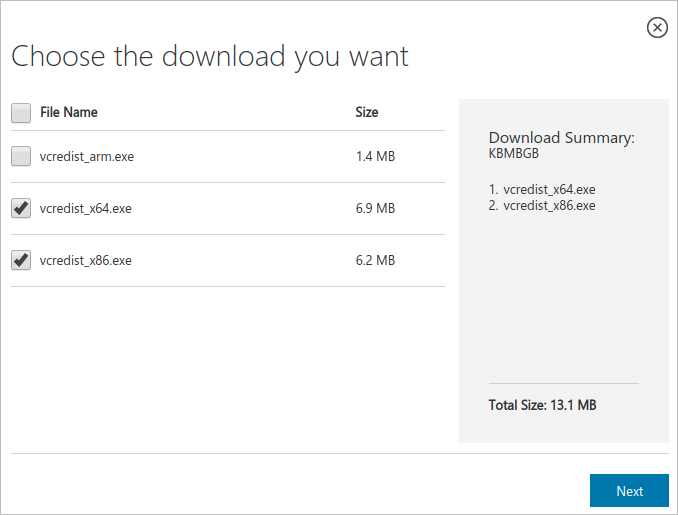 Choose the download you want
File Name Size
vcredist_arm.exe 1.4 MB
vcredist_x64.exe 6.9 MB
vcredist_x86.exe 6.2 MB
Download Summary:
KBMBGB
1. vcredist_x64.exe
2. vcredist_x86.exe
Total Size: 13.1 MB
Next